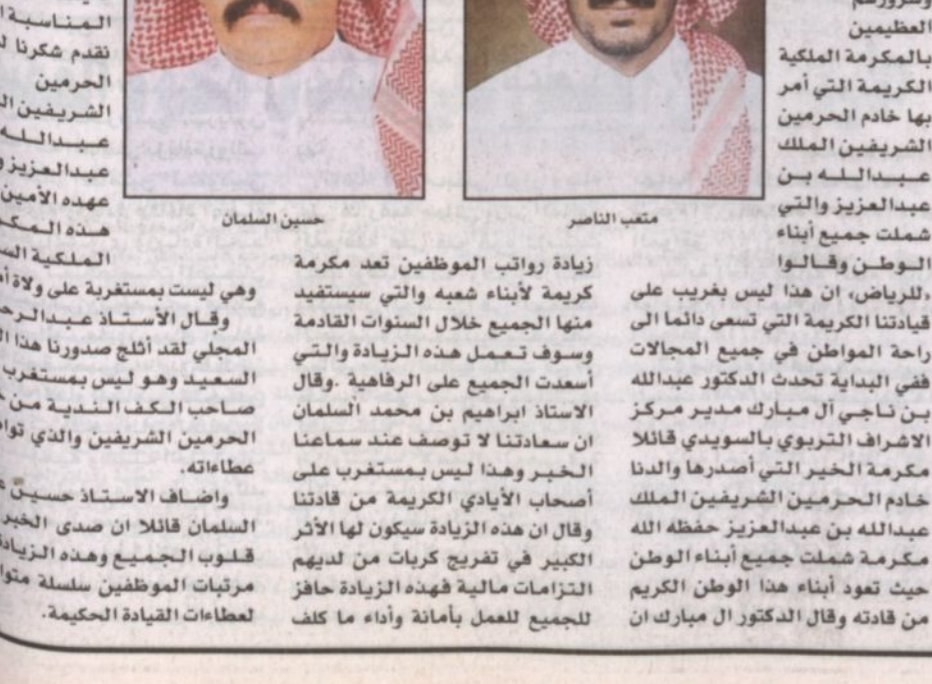 وسرورهم
العظيمين
بالمكرمة الملكية
الكريمة التي أمر
بها خادم الحرمين
الشريفين الملك
عبدالله بن
عبدالعزيز والتي
شملت جميع أبناء
الوطن وقالوا
«للرياض، إن هذا ليس بغريب على
قيادتنا الكريمة التي تسعى دائما الى
راحة المواطن في جميع المجالات
ففي البداية تحدث الدكتور عبدالله
بن ناجي آل مبارك مدير مركز
الاشراف التربوي بالسويدي قائلا
مكرمة الخير التي أصدرها والدنا
خادم الحرمين الشريفين الملك
عبدالله بن عبدالعزيز حفظه الله
مكرمة شملت جميع أبناء الوطن
حيث تعود أبناء هذا الوطن الكريم
من قادته وقال الدكتور ال مبارك ان
متعب الناصر
زيادة رواتب الموظفين تعد مكرمة
كريمة لأبناء شعبه والتي سيستفيد
منها الجميع خلال السنوات القادمة
وسوف تعمل هذه الزيادة والتي
أسعدت الجميع على الرفاهية .وقال
الاستاذ ابراهيم بن محمد السلمان
ان سعادتنا لا توصف عند سماعنا
الخبر وهذا ليس بمستغرب على
أصحاب الأيادي الكريمة من قادتنا
وقال ان هذه الزيادة سيكون لها الأثر
الكبير في تفريج كربات من لديهم
التزامات مالية فهذه الزيادة حافز
للجميع للعمل بأمانة وأداء ما كلف
حسين السلمان
المناسبة
نقدم شكرنا
الحرمين
الشريفين
عبدالله
عبدالعزيز
عهده الأمين
هذه
الملكية
وهي ليست بمستغربة على ولاة
وقال الأستاذ
المجلي لقد أثلج صدورنا هذا
السعيد وهو ليس بمستغرب
صاحب الكف الندية من
الحرمين الشريفين والذي
عطاءاته.
واضاف الاستاذ حسين
السلمان قائلا ان صدى الخبر
قلوب الجميع وهذه الزيادة
مرتبات الموظفين سلسلة
لعطاءات القيادة الحكيمة.